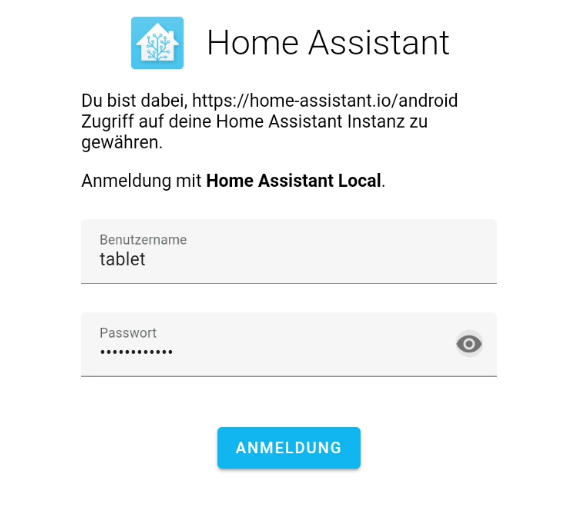 Home Assistant
Du bist dabei, https://home-assistant.io/android
Zugriff auf deine Home Assistant Instanz zu
gewähren.
Anmeldung mit Home Assistant Local.
Benutzername
tablet
Passwort
••••••••••••
ANMELDUNG